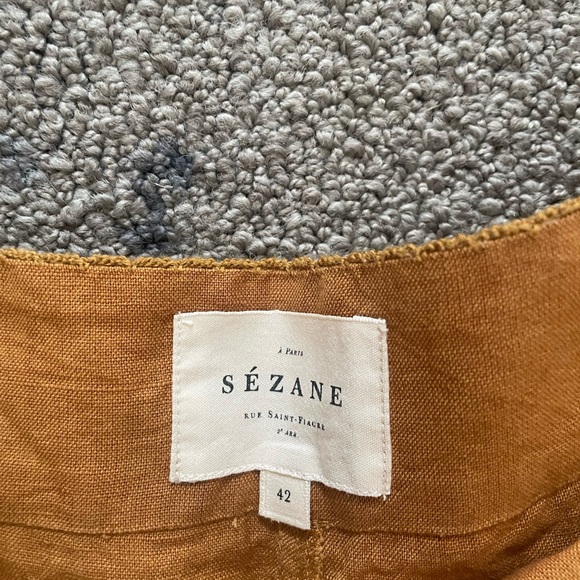 À PARIS
SÉZANE
RUE SAINT-FIACRE
2e ARR
42